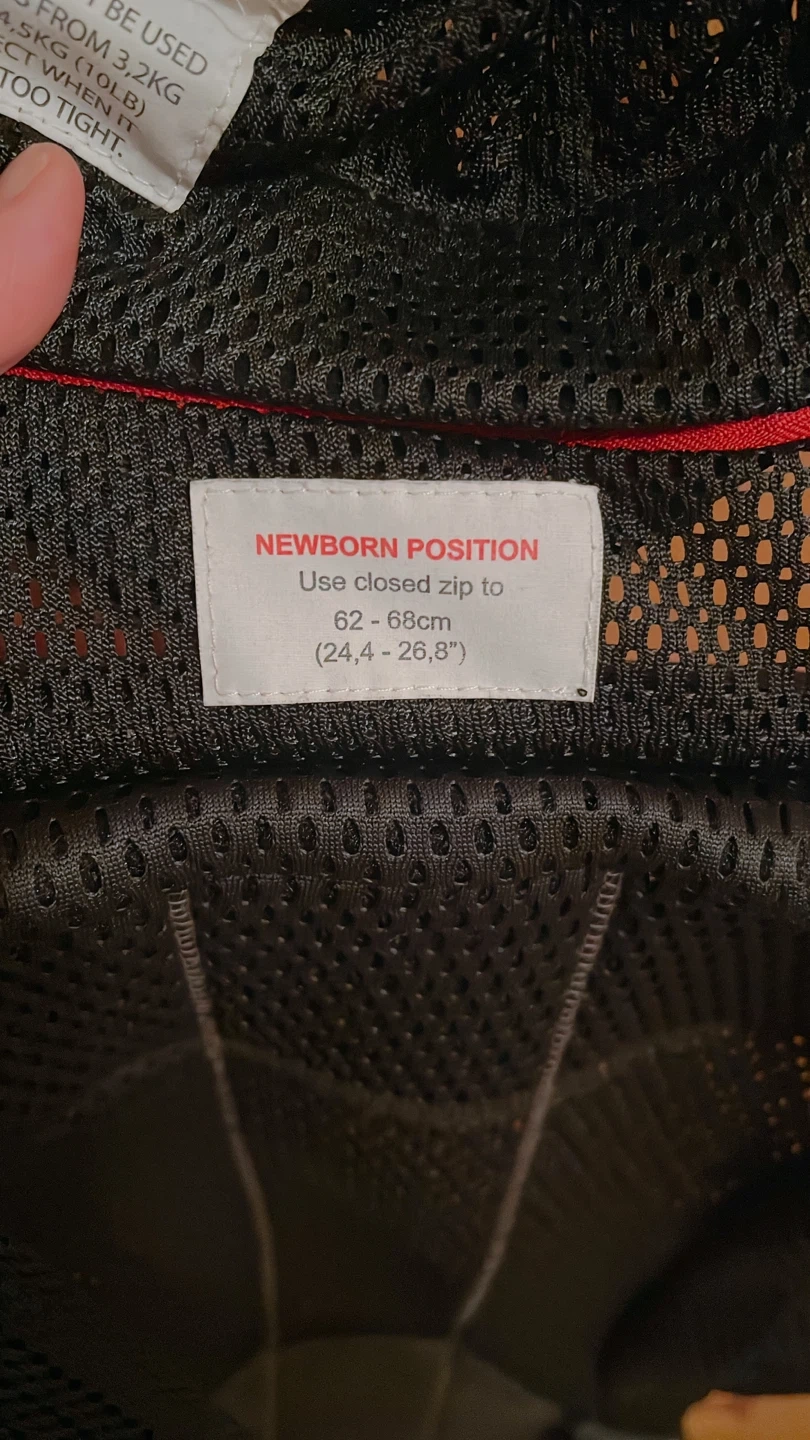 BE USED
FROM 3,2KG
4,5KG (10LB)
WHEN IT
TOO TIGHT.
NEWBORN POSITION
Use closed zip to
62 - 68cm
(24,4 - 26,8”)